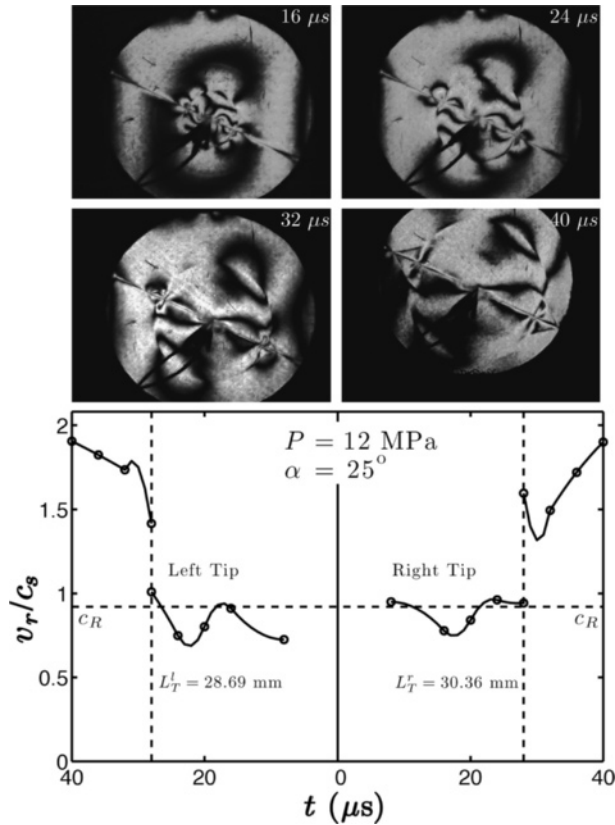 16 μs
24 μs
32 μs
40 μs
2
1.5
1
0.5
0
v_r/c_s
P = 12 MPa
α = 25°
Left Tip
Right Tip
c_R
c_R
L_T^l = 28.69 mm
L_T^r = 30.36 mm
40
20
0
20
40
t (μs)